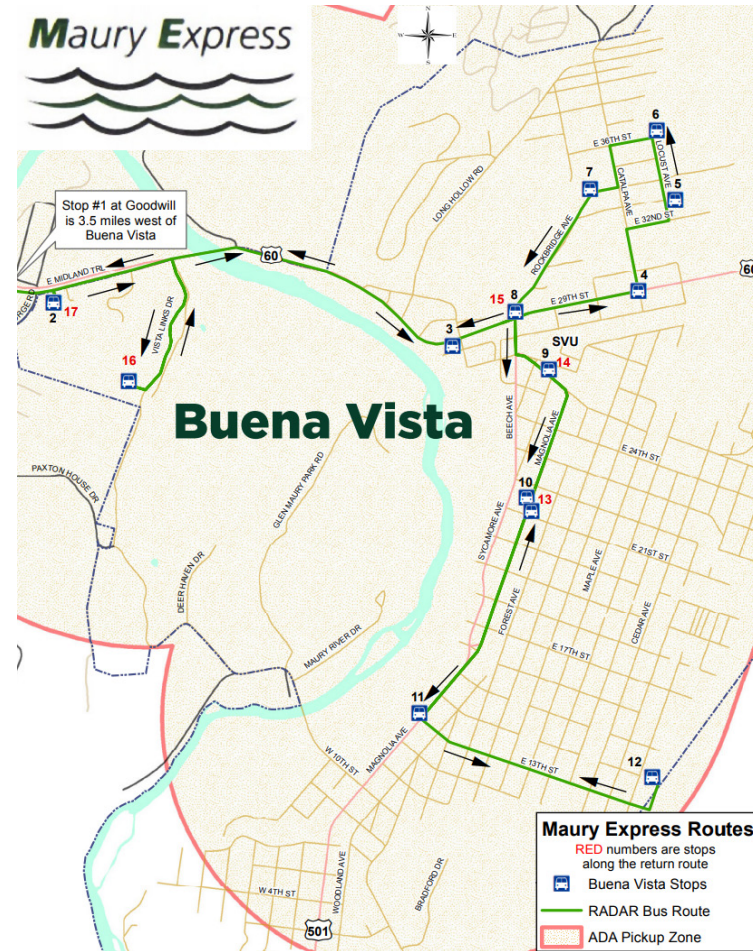 Maury Express
N
W
E
S
Stop #1 at Goodwill
is 3.5 miles west of
Buena Vista
E MIDLAND TRL
60
2
17
16
VISTA LINKS DR
LONG HOLLOW RD
6
E 36TH ST
LOCUST AVE
7
CATALPA AVE
5
E 32ND ST
ROCKBRIDGE AVE
4
60
15
8
E 29TH ST
3
SVU
9
14
BEECH AVE
MAGNOLIA AVE
E 24TH ST
Buena Vista
PAXTON HOUSE DR
GLEN MAURY PARK RD
10
13
SYCAMORE AVE
E 21ST ST
MAPLE AVE
DEER HAVEN DR
FOREST AVE
CEDAR AVE
MAURY RIVER DR
E 17TH ST
11
W 10TH ST
MAGNOLIA AVE
E 13TH ST
12
W 4TH ST
WOODLAND AVE
BRADFORD DR
501
Maury Express Routes
RED numbers are stops
along the return route
Buena Vista Stops
RADAR Bus Route
ADA Pickup Zone